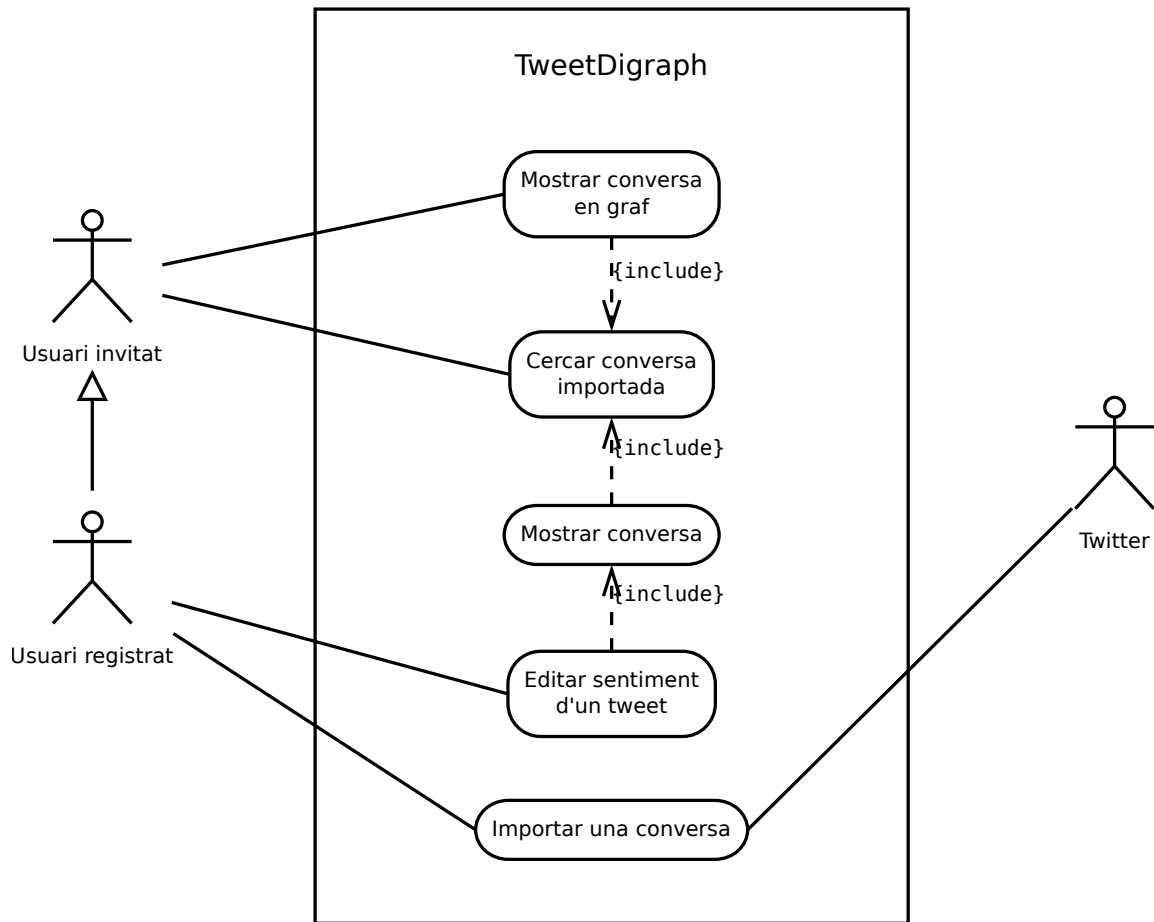 TweetDigraph
Mostrar conversa
en graf
{include}
Usuari invitat
Cercar conversa
importada
{include}
Mostrar conversa
Twitter
{include}
Usuari registrat
Editar sentiment
d'un tweet
Importar una conversa